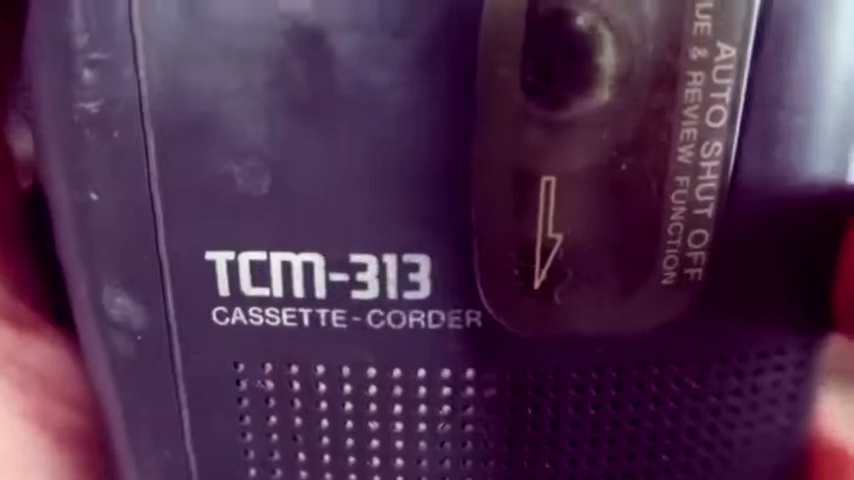 TCM-313
CASSETTE-CORDER
AUTO SHUT OFF
UE & REVIEW FUNCTION